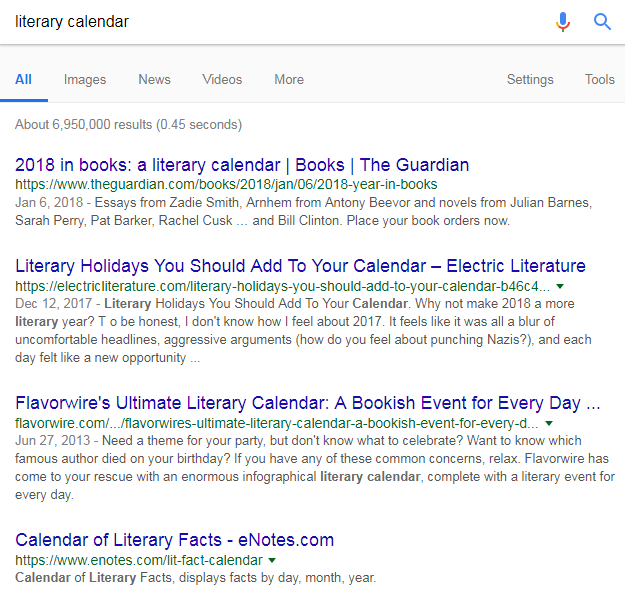 literary calendar
All Images News Videos More Settings Tools
About 6,950,000 results (0.45 seconds)
2018 in books: a literary calendar | Books | The Guardian
https://www.theguardian.com/books/2018/jan/06/2018-year-in-books
Jan 6, 2018 - Essays from Zadie Smith, Arnhem from Antony Beevor and novels from Julian Barnes,
Sarah Perry, Pat Barker, Rachel Cusk ... and Bill Clinton. Place your book orders now.
Literary Holidays You Should Add To Your Calendar – Electric Literature
https://electricliterature.com/literary-holidays-you-should-add-to-your-calendar-b46c4...
Dec 12, 2017 - Literary Holidays You Should Add To Your Calendar. Why not make 2018 a more
literary year? T o be honest, I don't know how I feel about 2017. It feels like it was all a blur of
uncomfortable headlines, aggressive arguments (how do you feel about punching Nazis?), and each
day felt like a new opportunity ...
Flavorwire's Ultimate Literary Calendar: A Bookish Event for Every Day ...
flavorwire.com/.../flavorwires-ultimate-literary-calendar-a-bookish-event-for-every-d...
Jun 27, 2013 - Need a theme for your party, but don't know what to celebrate? Want to know which
famous author died on your birthday? If you have any of these common concerns, relax. Flavorwire has
come to your rescue with an enormous infographical literary calendar, complete with a literary event for
every day.
Calendar of Literary Facts - eNotes.com
https://www.enotes.com/lit-fact-calendar
Calendar of Literary Facts, displays facts by day, month, year.